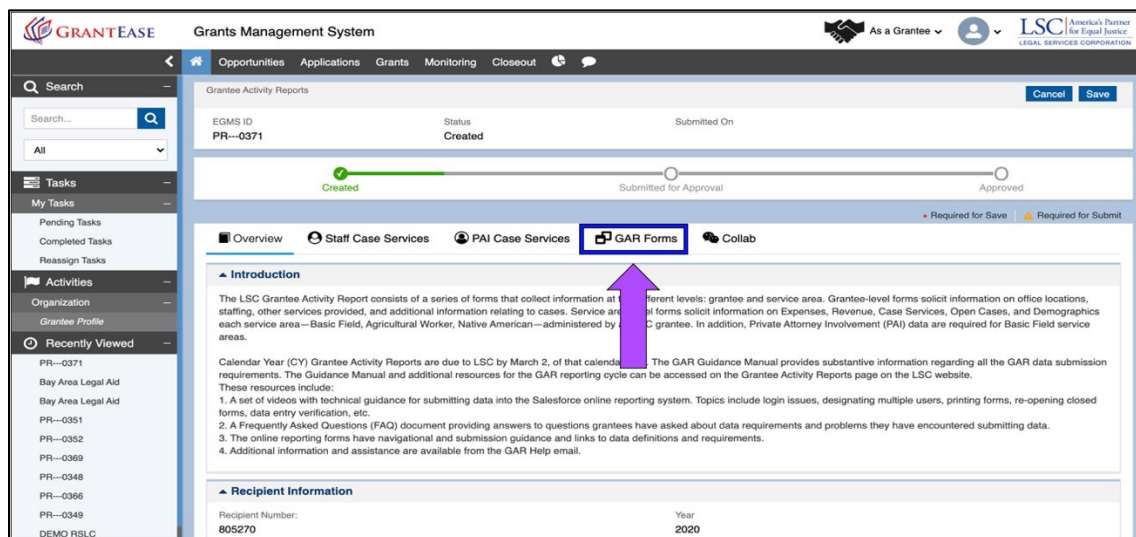 GRANTEASE
Grants Management System
As a Grantee
LSC America's Partner for Equal Justice
LEGAL SERVICES CORPORATION
Opportunities Applications Grants Monitoring Closeout
Search
Search...
All
Tasks
My Tasks
Pending Tasks
Completed Tasks
Reassign Tasks
Activities
Organization
Grantee Profile
Recently Viewed
PR---0371
Bay Area Legal Aid
Bay Area Legal Aid
PR---0351
PR---0352
PR---0369
PR---0348
PR---0366
PR---0349
DEMO RSLC
Grantee Activity Reports
Cancel Save
EGMS ID Status Submitted On
PR---0371 Created
Created Submitted for Approval Approved
Required for Save Required for Submit
Overview Staff Case Services PAI Case Services GAR Forms Collab
Introduction
The LSC Grantee Activity Report consists of a series of forms that collect information at ferent levels: grantee and service area. Grantee-level forms solicit information on office locations,
staffing, other services provided, and additional information relating to cases. Service are el forms solicit information on Expenses, Revenue, Case Services, Open Cases, and Demographics
each service area—Basic Field, Agricultural Worker, Native American—administered by C grantee. In addition, Private Attorney Involvement (PAI) data are required for Basic Field service
areas.
Calendar Year (CY) Grantee Activity Reports are due to LSC by March 2, of that calenda The GAR Guidance Manual provides substantive information regarding all the GAR data submission
requirements. The Guidance Manual and additional resources for the GAR reporting cycle can be accessed on the Grantee Activity Reports page on the LSC website.
These resources include:
1. A set of videos with technical guidance for submitting data into the Salesforce online reporting system. Topics include login issues, designating multiple users, printing forms, re-opening closed
forms, data entry verification, etc.
2. A Frequently Asked Questions (FAQ) document providing answers to questions grantees have asked about data requirements and problems they have encountered submitting data.
3. The online reporting forms have navigational and submission guidance and links to data definitions and requirements.
4. Additional information and assistance are available from the GAR Help email.
Recipient Information
Recipient Number: Year
805270 2020